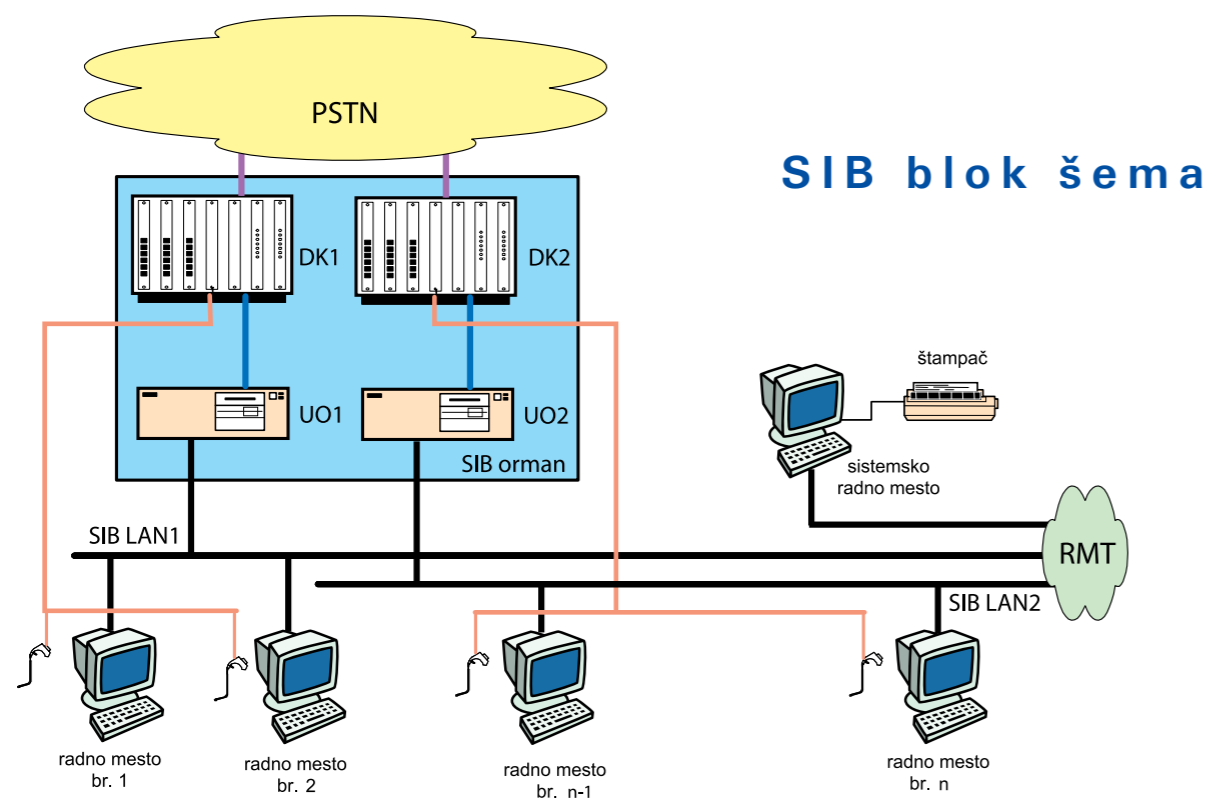 PSTN
SIB blok šema
DK1
DK2
UO1
UO2
SIB orman
štampač
sistemsko
radno mesto
SIB LAN1
RMT
SIB LAN2
radno mesto
br. 1
radno mesto
br. 2
radno mesto
br. n-1
radno mesto
br. n